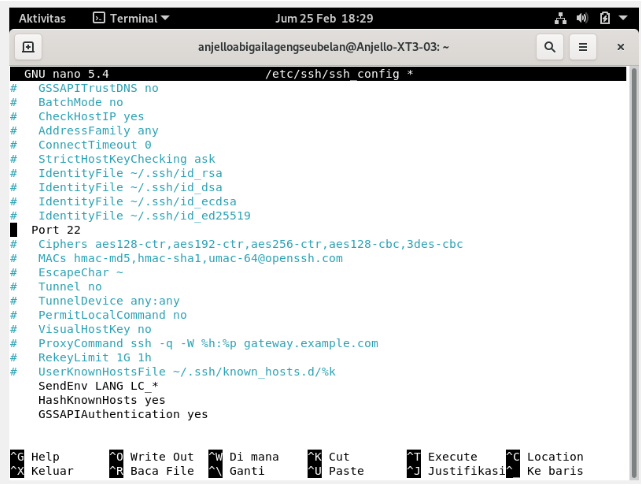 Aktivitas Terminal Jum 25 Feb 18:29
anjelloabigailagengseubelan@Anjello-XT3-03: ~
GNU nano 5.4 /etc/ssh/ssh_config *
# GSSAPITrustDNS no
# BatchMode no
# CheckHostIP yes
# AddressFamily any
# ConnectTimeout 0
# StrictHostKeyChecking ask
# IdentityFile ~/.ssh/id_rsa
# IdentityFile ~/.ssh/id_dsa
# IdentityFile ~/.ssh/id_ecdsa
# IdentityFile ~/.ssh/id_ed25519
Port 22
# Ciphers aes128-ctr,aes192-ctr,aes256-ctr,aes128-cbc,3des-cbc
# MACs hmac-md5,hmac-sha1,umac-64@openssh.com
# EscapeChar ~
# Tunnel no
# TunnelDevice any:any
# PermitLocalCommand no
# VisualHostKey no
# ProxyCommand ssh -q -W %h:%p gateway.example.com
# RekeyLimit 1G 1h
# UserKnownHostsFile ~/.ssh/known_hosts.d/%k
SendEnv LANG LC_*
HashKnownHosts yes
GSSAPIAuthentication yes
^G Help ^O Write Out ^W Di mana ^K Cut ^T Execute ^C Location
^X Keluar ^R Baca File ^\ Ganti ^U Paste ^J Justifikasi ^_ Ke baris